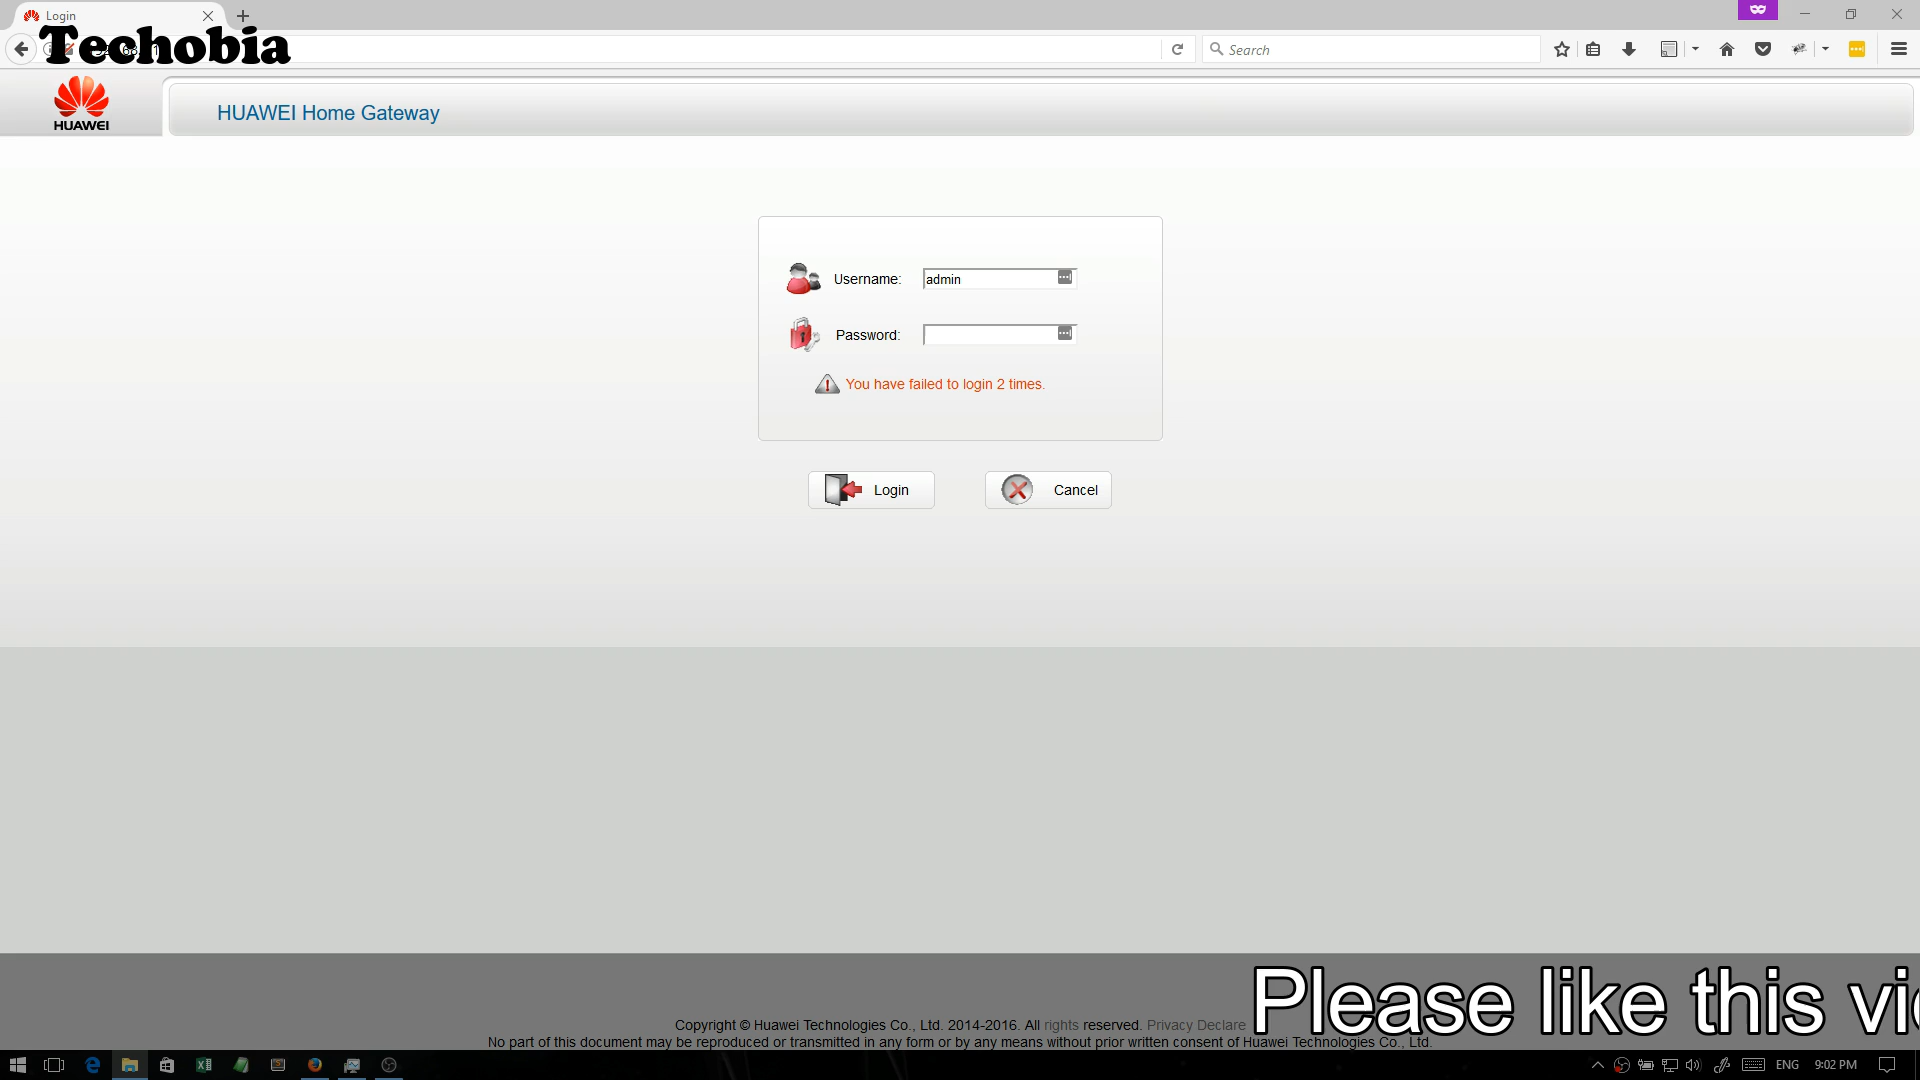 Login
Techobia
Search
HUAWEI
HUAWEI Home Gateway
Username: admin
Password:
You have failed to login 2 times.
Login
Cancel
Please like this
Copyright © Huawei Technologies Co., Ltd. 2014-2016. All rights reserved. Privacy Declare
No part of this document may be reproduced or transmitted in any form or by any means without prior written consent of Huawei Technologies Co., Ltd.
ENG
9:02 PM